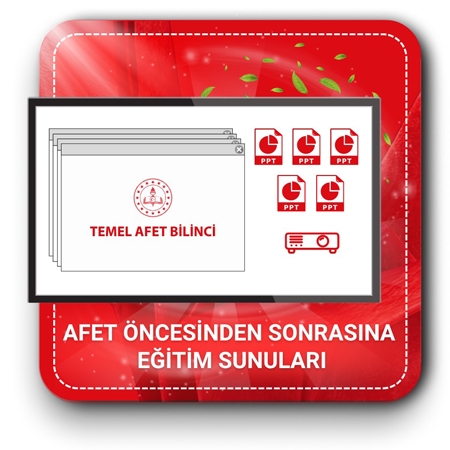 TEMEL AFET BİLİNCİ
PPT PPT PPT
PPT PPT
AFET ÖNCESİNDEN SONRASINA
EĞİTİM SUNULARI